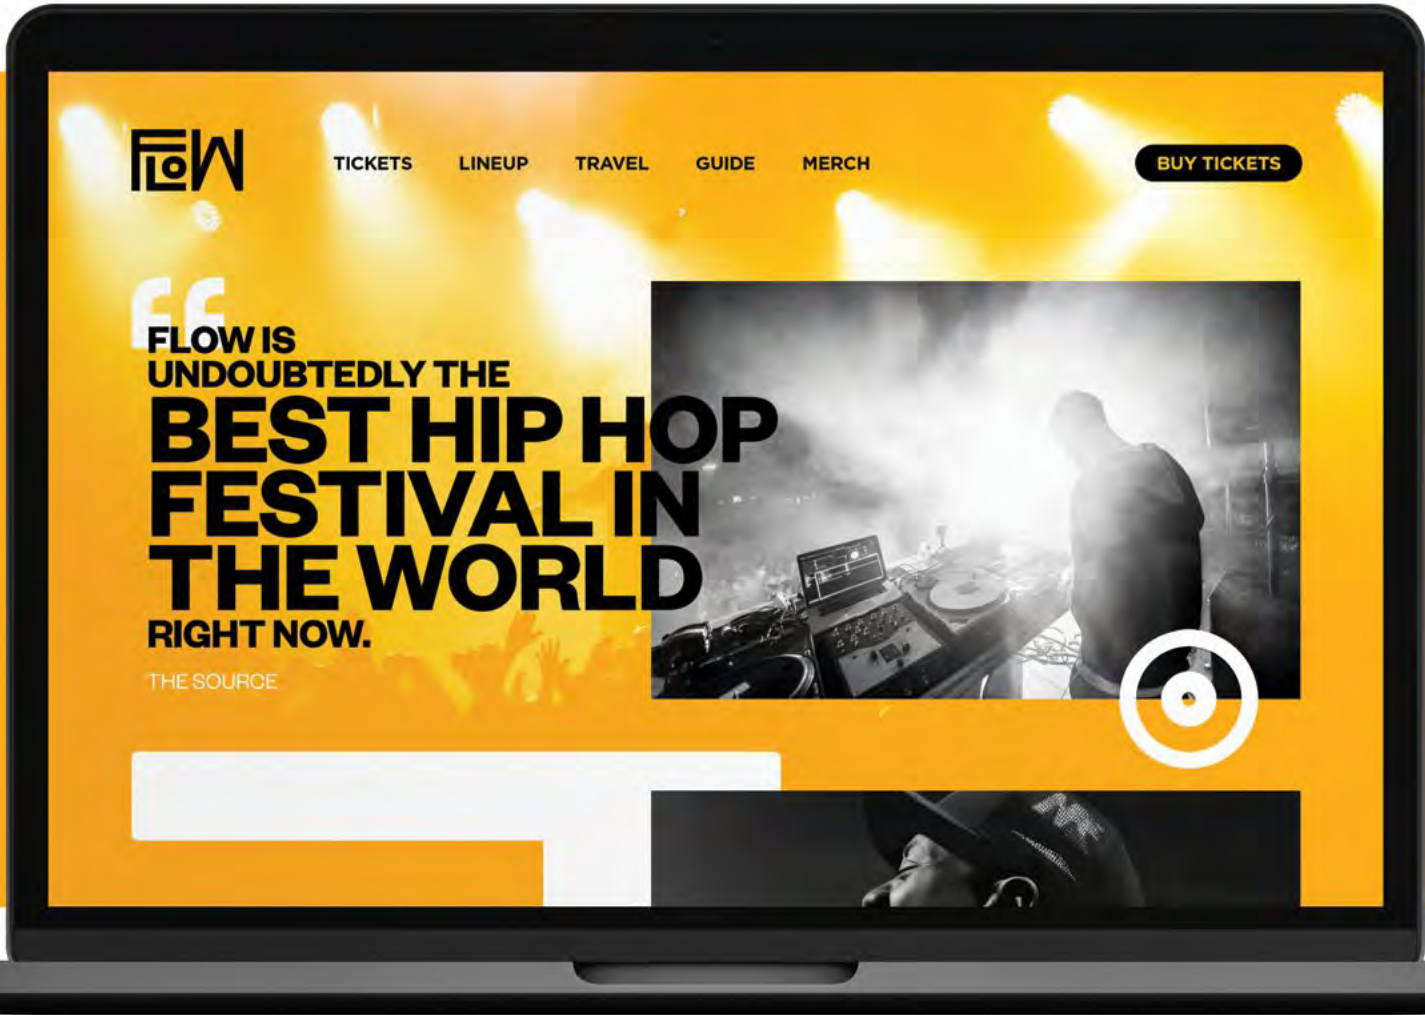 FLOW
TICKETS LINEUP TRAVEL GUIDE MERCH
BUY TICKETS
“
FLOW IS
UNDOUBTEDLY THE
BEST HIP HOP
FESTIVAL IN
THE WORLD
RIGHT NOW.
THE SOURCE